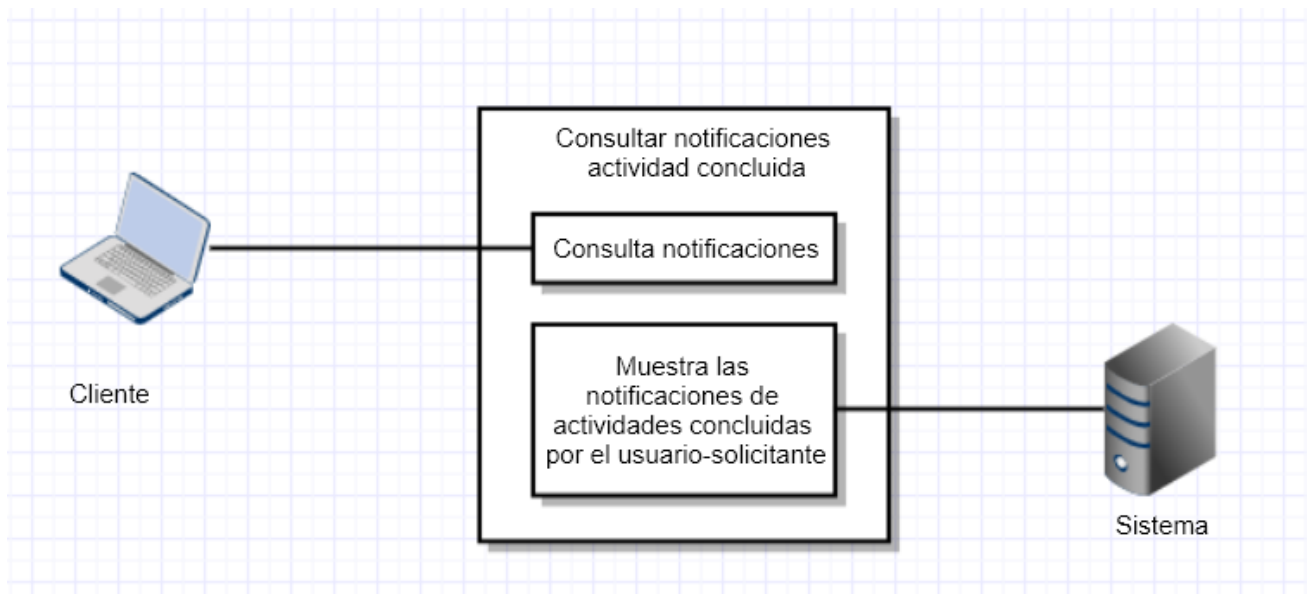 Consultar notificaciones
actividad concluida
Consulta notificaciones
Muestra las
notificaciones de
actividades concluidas
por el usuario-solicitante
Cliente
Sistema